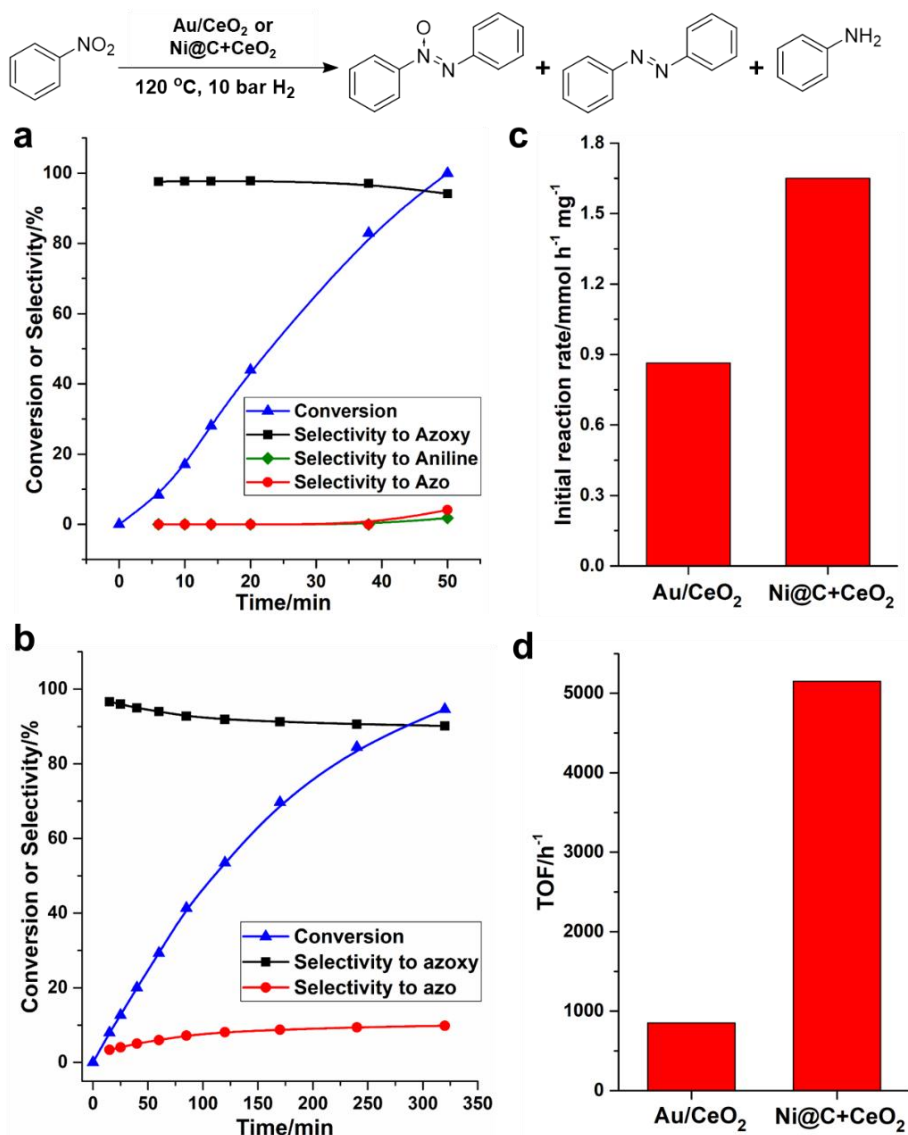 NO₂
Au/CeO₂ or
Ni@C+CeO₂
120 °C, 10 bar H₂
O
N
N
+
N
N
+
NH₂
a
Conversion or Selectivity/%
100
80
60
40
20
0
Conversion
Selectivity to Azoxy
Selectivity to Aniline
Selectivity to Azo
0 10 20 30 40 50
Time/min
b
Conversion or Selectivity/%
100
80
60
40
20
0
Conversion
Selectivity to azoxy
Selectivity to azo
0 50 100 150 200 250 300 350
Time/min
c
Initial reaction rate/mmol h⁻¹ mg⁻¹
1.8
1.5
1.2
0.9
0.6
0.3
0.0
Au/CeO₂ Ni@C+CeO₂
d
TOF/h⁻¹
5000
4000
3000
2000
1000
0
Au/CeO₂ Ni@C+CeO₂